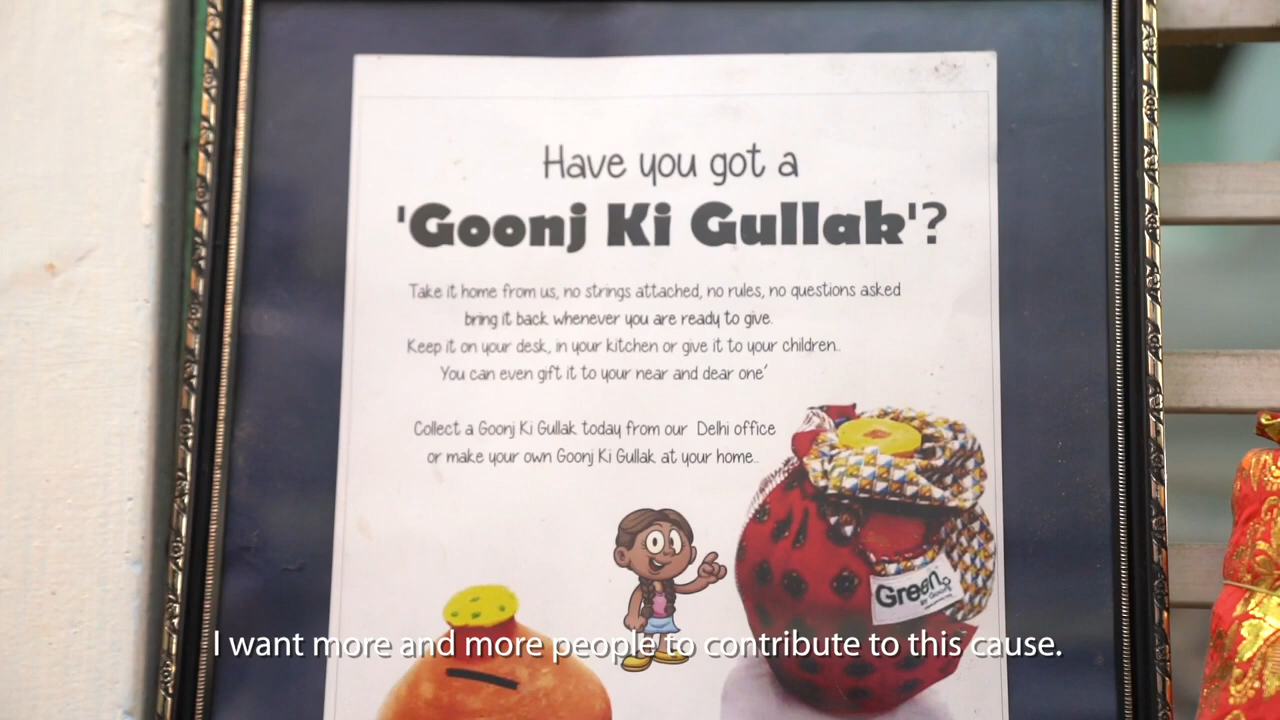 Have you got a
'Goonj Ki Gullak'?
Take it home from us, no strings attached, no rules, no questions asked
bring it back whenever you are ready to give.
Keep it on your desk, in your kitchen or give it to your children..
You can even gift it to your near and dear one'
Collect a Goonj Ki Gullak today from our Delhi office
or make your own Goonj Ki Gullak at your home..
Green
by Goonj
I want more and more people to contribute to this cause.